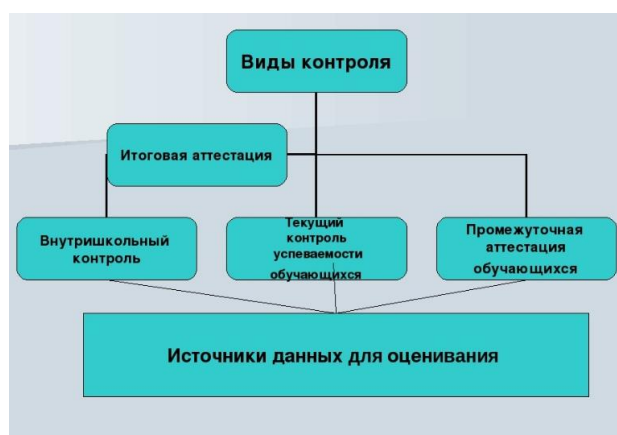 Виды контроля
Итоговая аттестация
Внутришкольный
контроль
Текущий
контроль
успеваемости
обучающихся
Промежуточная
аттестация
обучающихся
Источники данных для оценивания